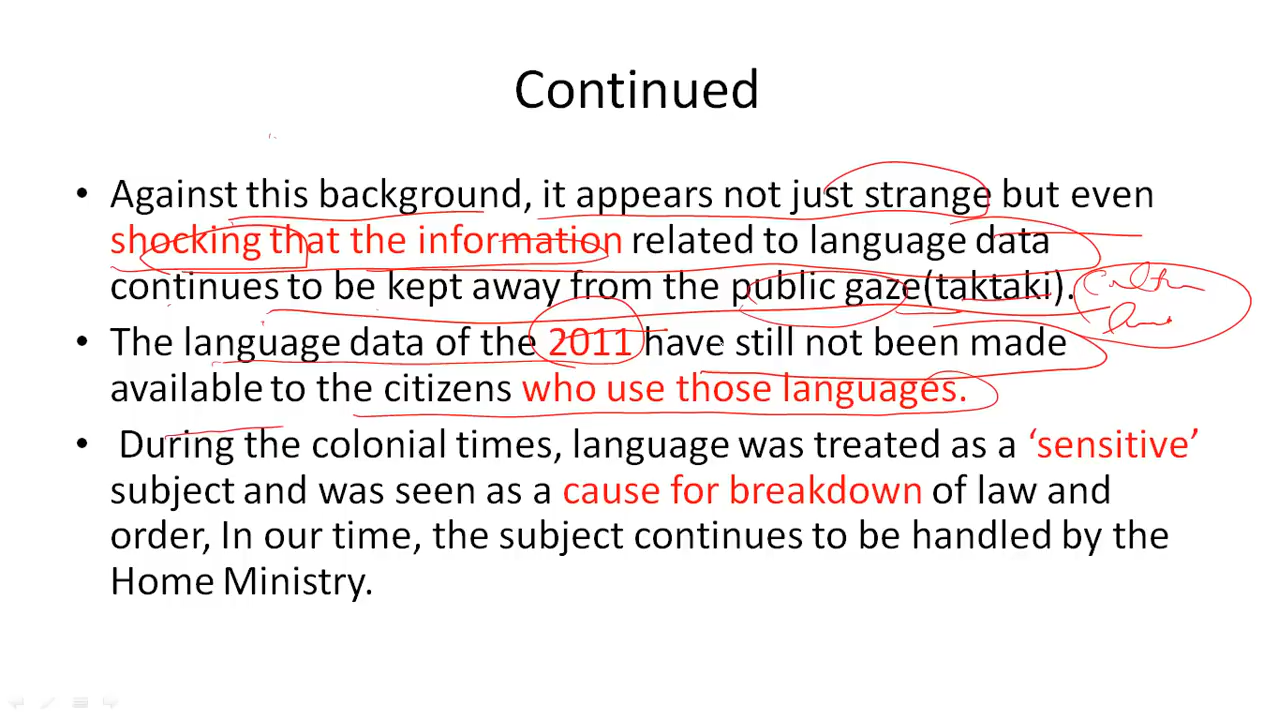 Continued
• Against this background, it appears not just strange but even
shocking that the information related to language data
continues to be kept away from the public gaze(taktaki).
• The language data of the 2011 have still not been made
available to the citizens who use those languages.
• During the colonial times, language was treated as a ‘sensitive’
subject and was seen as a cause for breakdown of law and
order, In our time, the subject continues to be handled by the
Home Ministry.